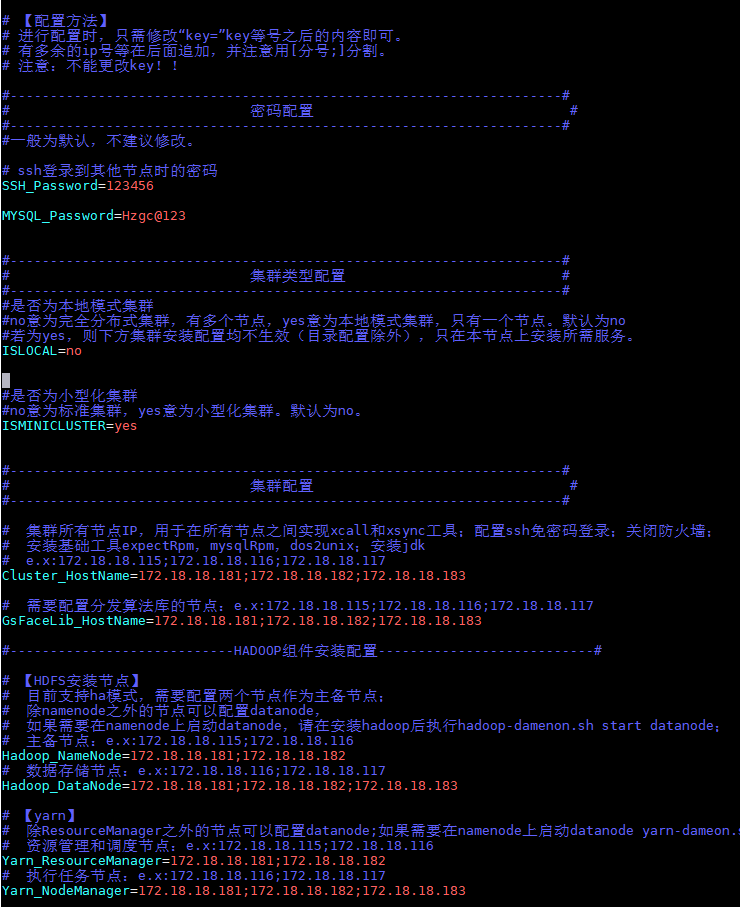 # 【配置方法】
# 进行配置时，只需修改“key=”key等号之后的内容即可。
# 有多余的ip号等在后面追加，并注意用[分号;]分割。
# 注意：不能更改key！！
#---------------------------------------------------------------------#
# 密码配置 #
#---------------------------------------------------------------------#
#一般为默认，不建议修改。
# ssh登录到其他节点时的密码
SSH_Password=123456
MYSQL_Password=Hzgc@123
#---------------------------------------------------------------------#
# 集群类型配置 #
#---------------------------------------------------------------------#
#是否为本地模式集群
#no意为完全分布式集群，有多个节点，yes意为本地模式集群，只有一个节点。默认为no
#若为yes，则下方集群安装配置均不生效（目录配置除外），只在本节点上安装所需服务。
ISLOCAL=no
#是否为小型化集群
#no意为标准集群，yes意为小型化集群。默认为no。
ISMINICLUSTER=yes
#---------------------------------------------------------------------#
# 集群配置 #
#---------------------------------------------------------------------#
# 集群所有节点IP，用于在所有节点之间实现xcall和xsync工具；配置ssh免密码登录；关闭防火墙；
# 安装基础工具expectRpm，mysqlRpm，dos2unix；安装jdk
# e.x:172.18.18.115;172.18.18.116;172.18.18.117
Cluster_HostName=172.18.18.181;172.18.18.182;172.18.18.183
# 需要配置分发算法库的节点：e.x:172.18.18.115;172.18.18.116;172.18.18.117
GsFaceLib_HostName=172.18.18.181;172.18.18.182;172.18.18.183
#----------------------------HADOOP组件安装配置---------------------------#
# 【HDFS安装节点】
# 目前支持ha模式，需要配置两个节点作为主备节点；
# 除namenode之外的节点可以配置datanode，
# 如果需要在namenode上启动datanode，请在安装hadoop后执行hadoop-damenon.sh start datanode；
# 主备节点：e.x:172.18.18.115;172.18.18.116
Hadoop_NameNode=172.18.18.181;172.18.18.182
# 数据存储节点：e.x:172.18.18.116;172.18.18.117
Hadoop_DataNode=172.18.18.181;172.18.18.182;172.18.18.183
# 【yarn】
# 除ResourceManager之外的节点可以配置datanode;如果需要在namenode上启动datanode yarn-dameon.s
# 资源管理和调度节点：e.x:172.18.18.115;172.18.18.116
Yarn_ResourceManager=172.18.18.181;172.18.18.182
# 执行任务节点：e.x:172.18.18.116;172.18.18.117
Yarn_NodeManager=172.18.18.181;172.18.18.182;172.18.18.183